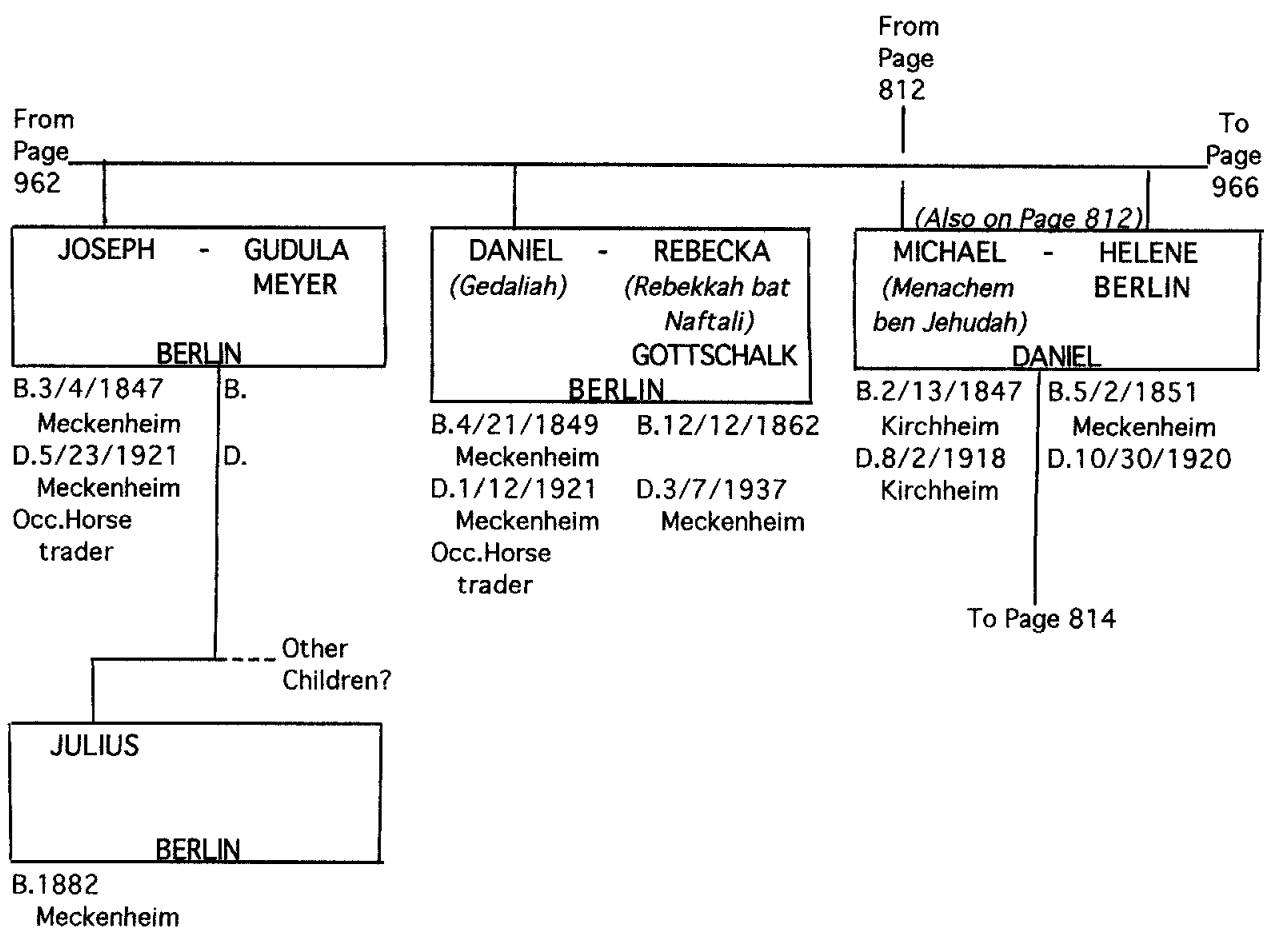 From
Page
812
From
Page
962
To
Page
966
(Also on Page 812)
JOSEPH - GUDULA
MEYER
BERLIN
B.3/4/1847 B.
Meckenheim
D.5/23/1921 D.
Meckenheim
Occ.Horse
trader
DANIEL - REBECKA
(Gedaliah) (Rebekkah bat
Naftali)
GOTTSCHALK
BERLIN
B.4/21/1849 B.12/12/1862
Meckenheim
D.1/12/1921 D.3/7/1937
Meckenheim Meckenheim
Occ.Horse
trader
MICHAEL - HELENE
(Menachem BERLIN
ben Jehudah)
DANIEL
B.2/13/1847 B.5/2/1851
Kirchheim Meckenheim
D.8/2/1918 D.10/30/1920
Kirchheim
To Page 814
Other
Children?
JULIUS
BERLIN
B.1882
Meckenheim